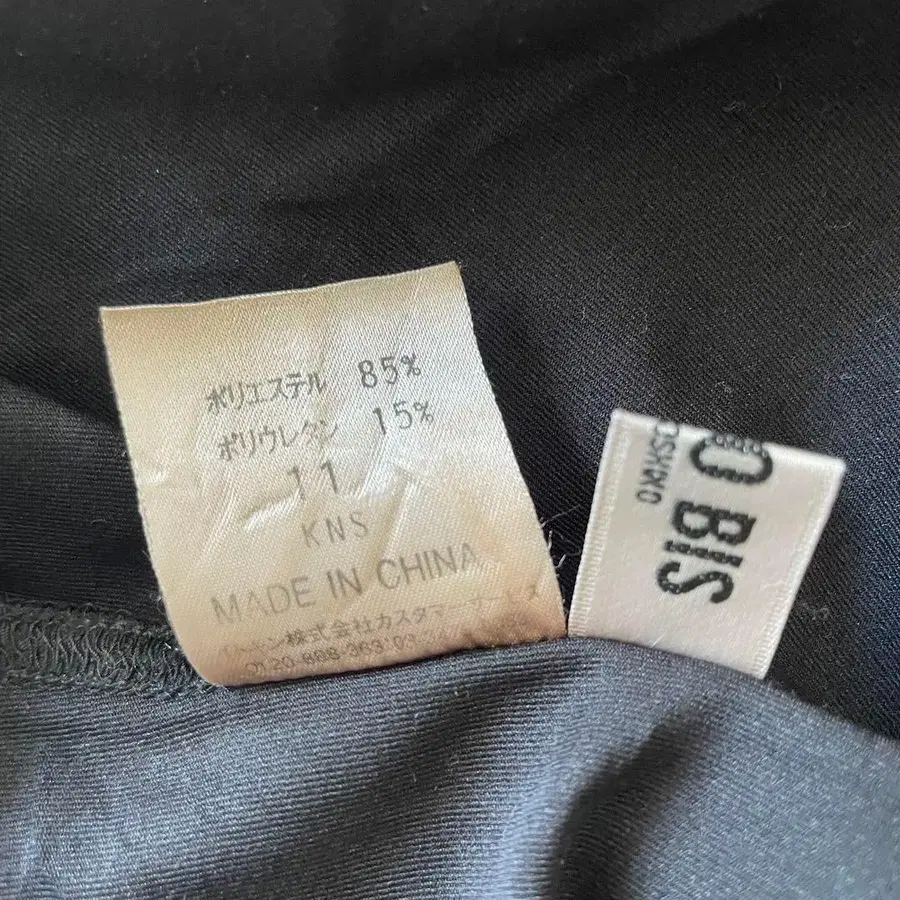 ポリエステル 85%
ポリウレタン 15%
11
KNS
MADE IN CHINA
株式会社カスタマー
O BIS